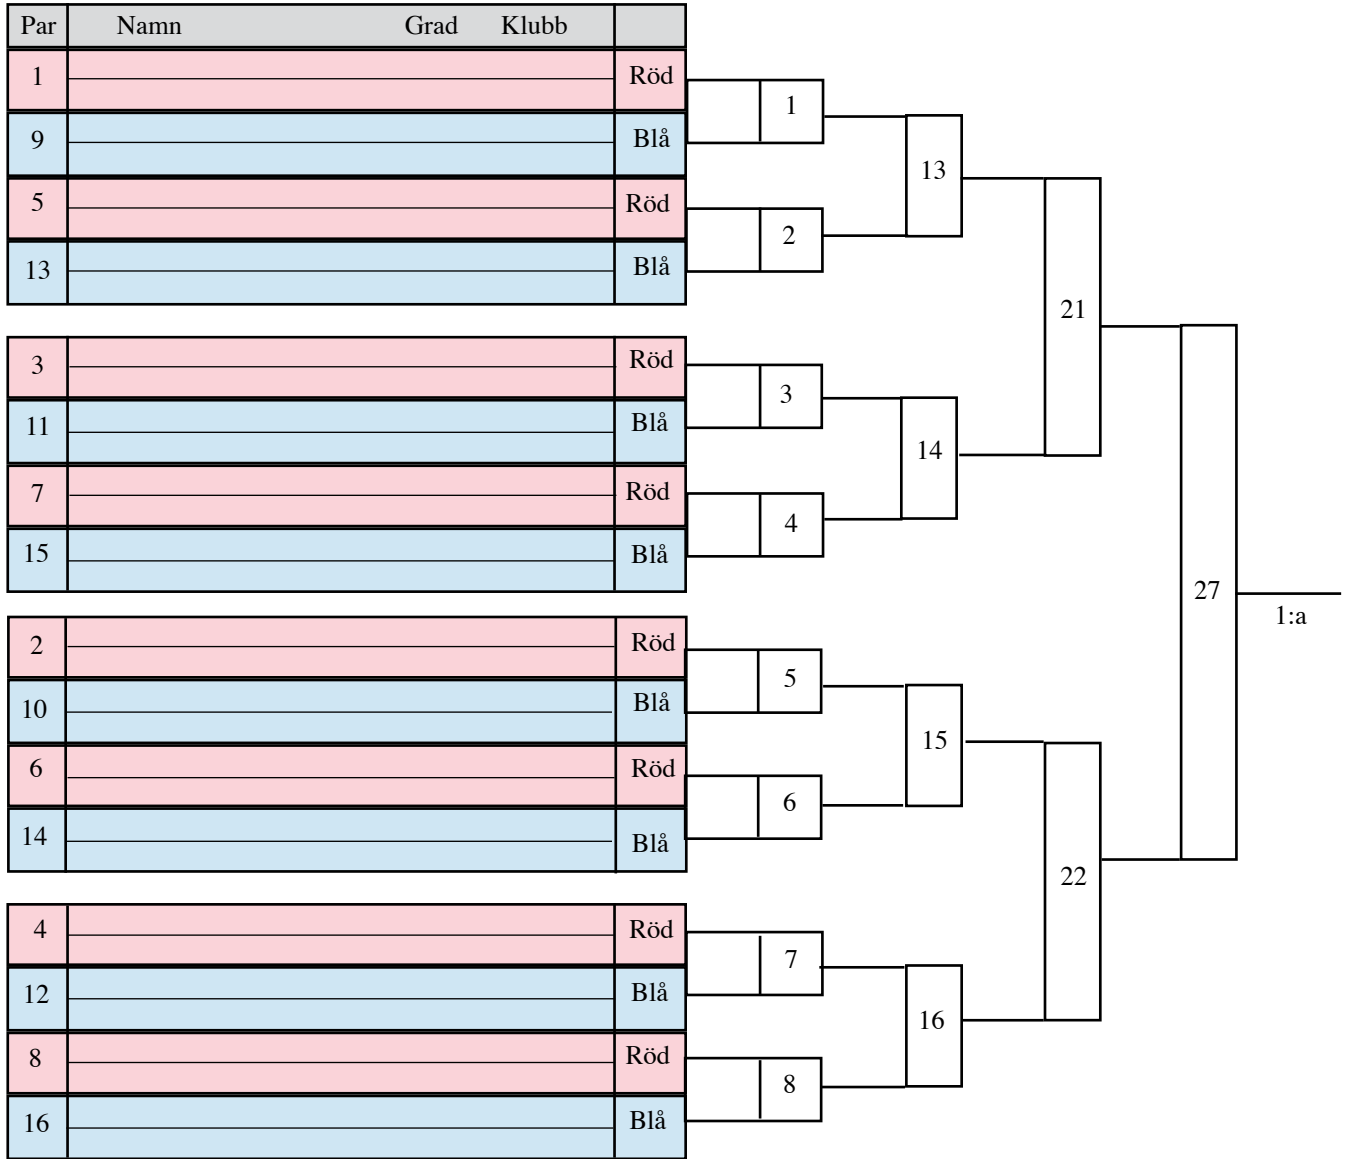 Par Namn Grad Klubb
1 Röd
1
9 Blå
13
5 Röd
2
13 Blå
21
3 Röd
3
11 Blå
14
7 Röd
4
15 Blå
27
1:a
2 Röd
5
10 Blå
15
6 Röd
6
14 Blå
22
4 Röd
7
12 Blå
16
8 Röd
8
16 Blå